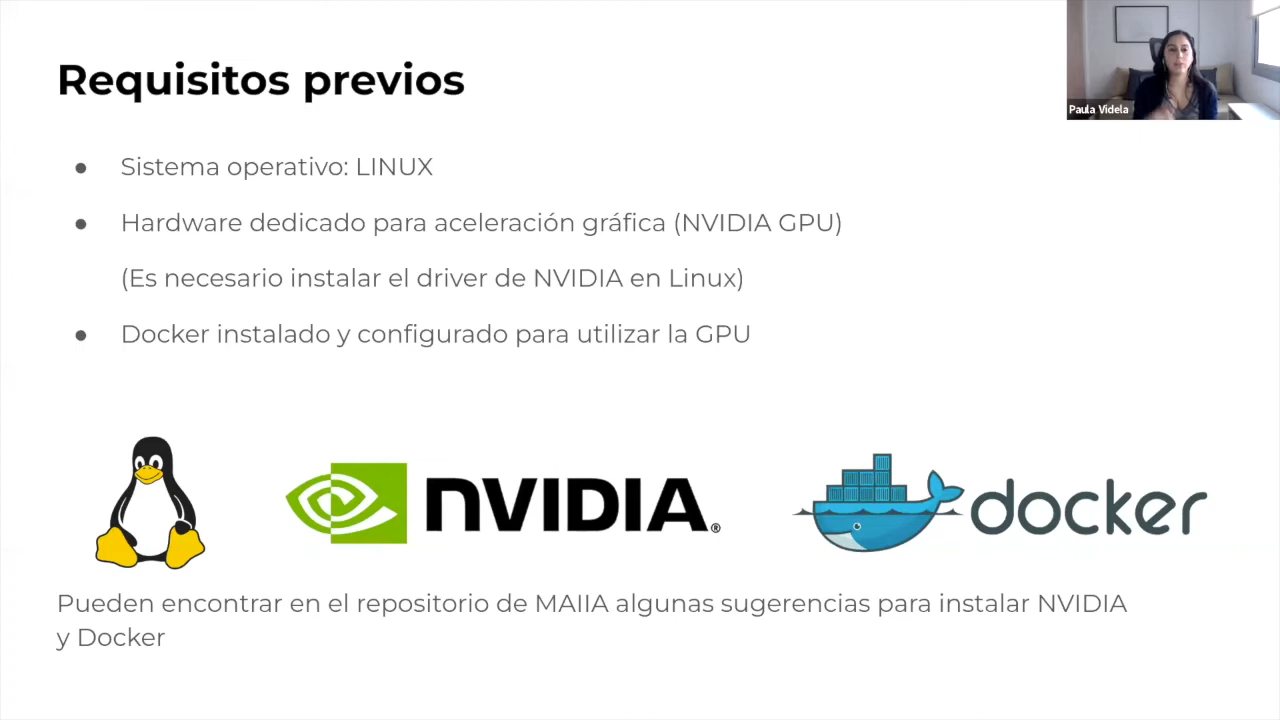 Requisitos previos
Paula Videla
● Sistema operativo: LINUX
● Hardware dedicado para aceleración gráfica (NVIDIA GPU)
(Es necesario instalar el driver de NVIDIA en Linux)
● Docker instalado y configurado para utilizar la GPU
NVIDIA®
docker
Pueden encontrar en el repositorio de MAIIA algunas sugerencias para instalar NVIDIA
y Docker